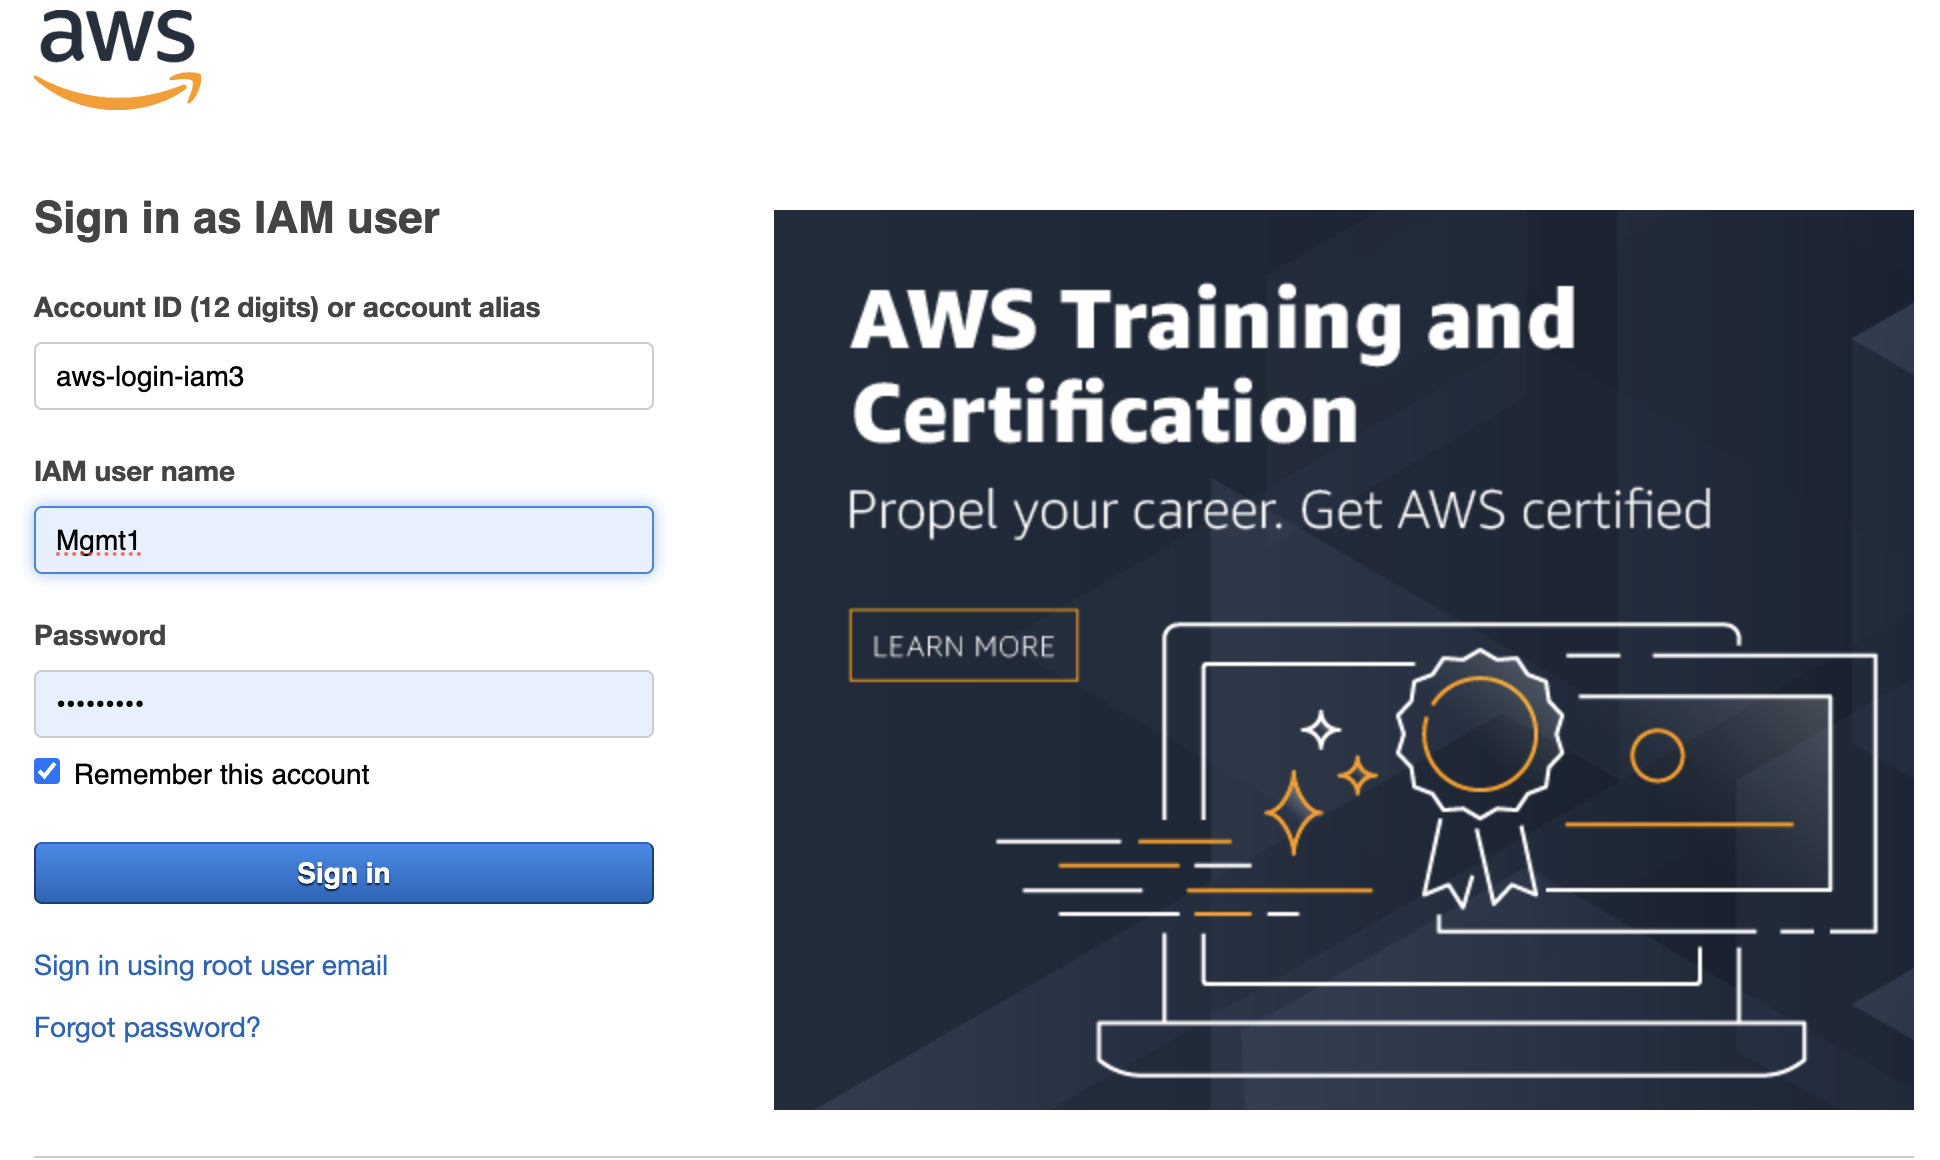 aws
Sign in as IAM user
Account ID (12 digits) or account alias
aws-login-iam3
IAM user name
Mgmt1
Password
•••••••••
Remember this account
Sign in
Sign in using root user email
Forgot password?
AWS Training and
Certification
Propel your career. Get AWS certified
LEARN MORE